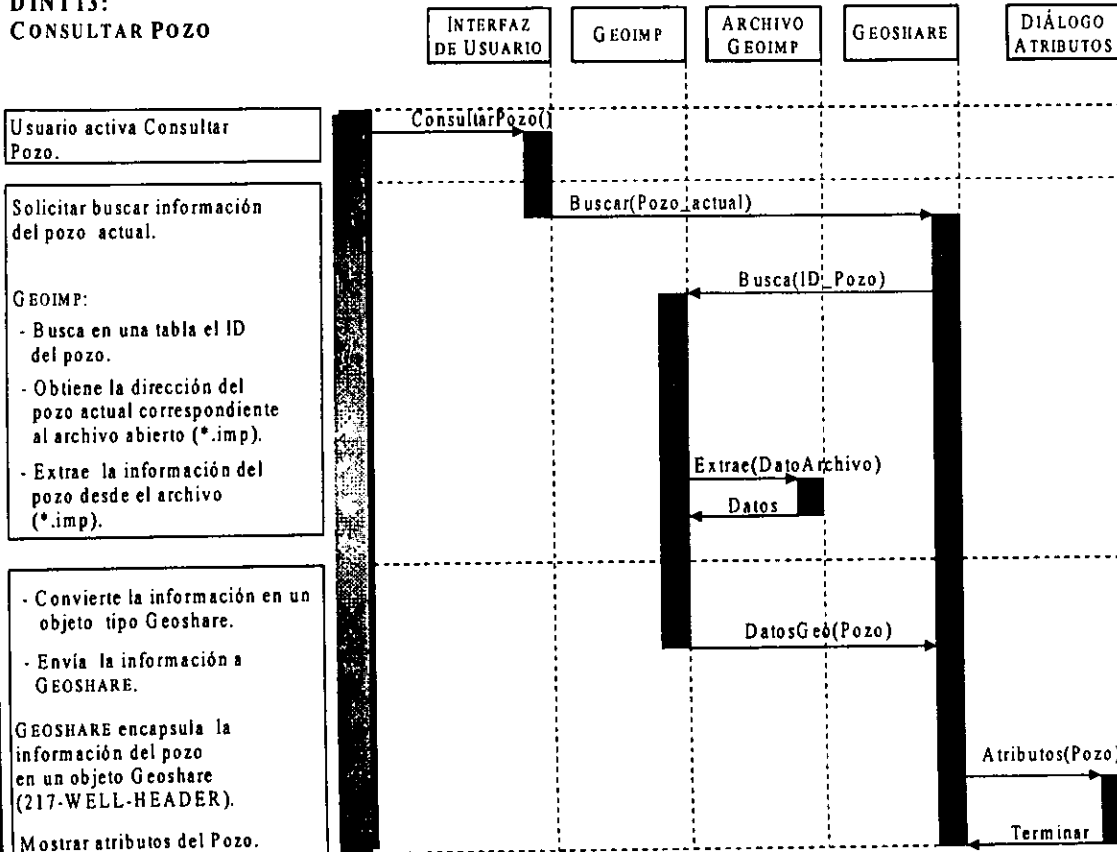 DINT13:
CONSULTAR POZO
INTERFAZ
DE USUARIO
GEOIMP
ARCHIVO
GEOIMP
GEOSHARE
DIÁLOGO
ATRIBUTOS
Usuario activa Consultar
Pozo.
ConsultarPozo()
Solicitar buscar información
del pozo actual.
GEOIMP:
- Busca en una tabla el ID
del pozo.
- Obtiene la dirección del
pozo actual correspondiente
al archivo abierto (*.imp).
- Extrae la información del
pozo desde el archivo
(*.imp).
Buscar(Pozo_actual)
Busca(ID_Pozo)
Extrae(DatoArchivo)
Datos
- Convierte la información en un
objeto tipo Geoshare.
- Envía la información a
GEOSHARE.
GEOSHARE encapsula la
información del pozo
en un objeto Geoshare
(217-WELL-HEADER).
Mostrar atributos del Pozo.
DatosGeo(Pozo)
Atributos(Pozo)
Terminar